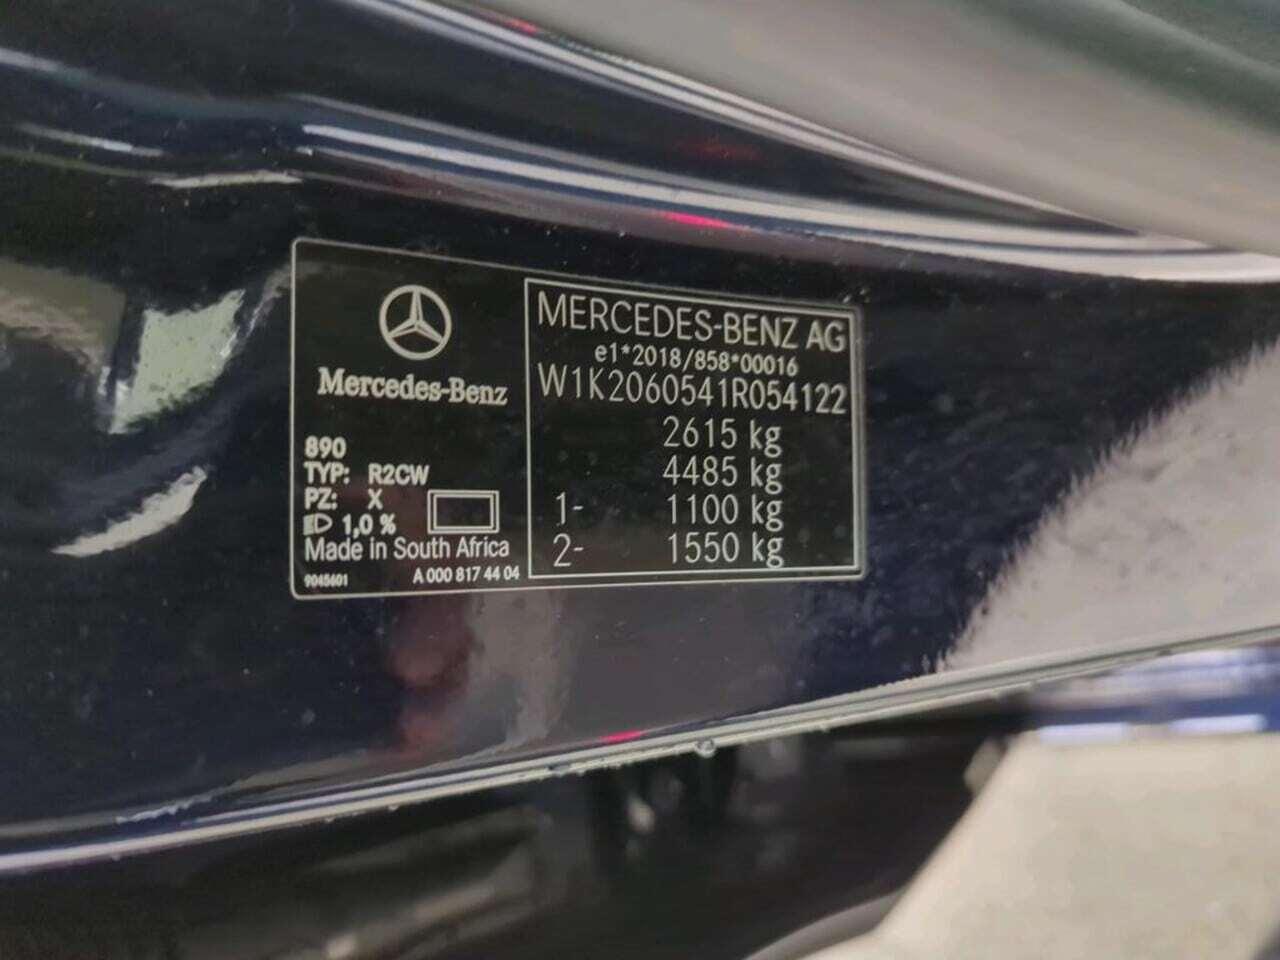 Mercedes-Benz
890
TYP: R2CW
PZ: X
1,0 %
Made in South Africa
9045601 A 000 817 44 04
MERCEDES-BENZ AG
e1*2018/858*00016
W1K2060541R054122
2615 kg
4485 kg
1- 1100 kg
2- 1550 kg